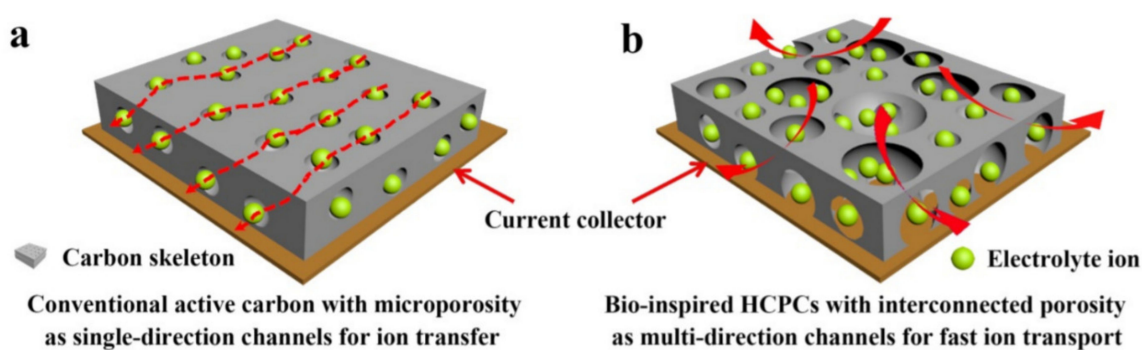 a
b
Current collector
Carbon skeleton
Electrolyte ion
Conventional active carbon with microporosity
as single-direction channels for ion transfer
Bio-inspired HCPCs with interconnected porosity
as multi-direction channels for fast ion transport